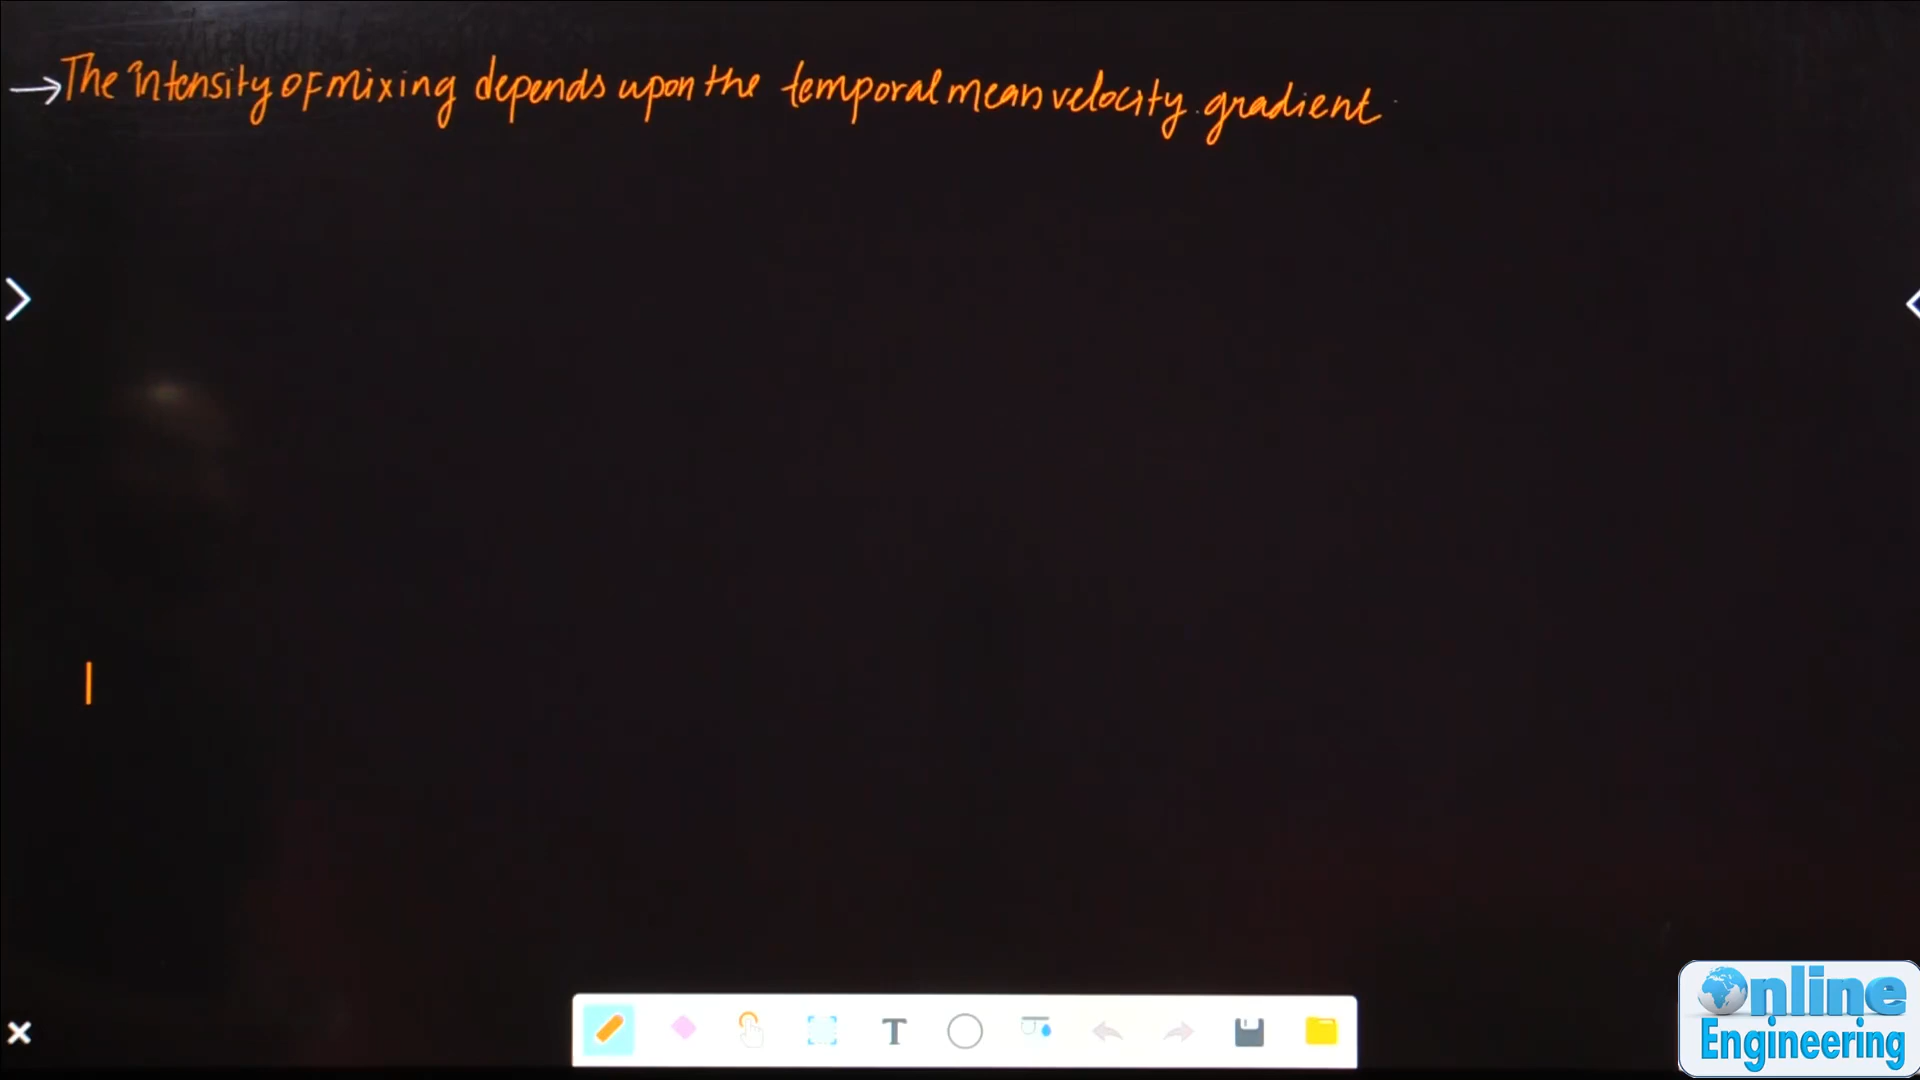 → The intensity of mixing depends upon the temporal mean velocity gradient
T
Online
Engineering